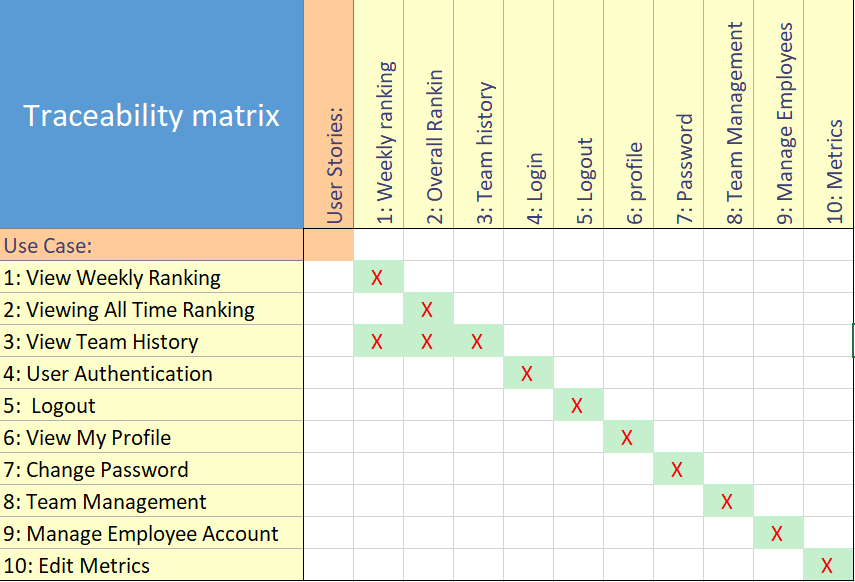 Traceability matrix
User Stories:
1: Weekly ranking
2: Overall Rankin
3: Team history
4: Login
5: Logout
6: profile
7: Password
8: Team Management
9: Manage Employees
10: Metrics
Use Case:
1: View Weekly Ranking X
2: Viewing All Time Ranking X
3: View Team History X X X
4: User Authentication X
5:  Logout X
6: View My Profile X
7: Change Password X
8: Team Management X
9: Manage Employee Account X
10: Edit Metrics X